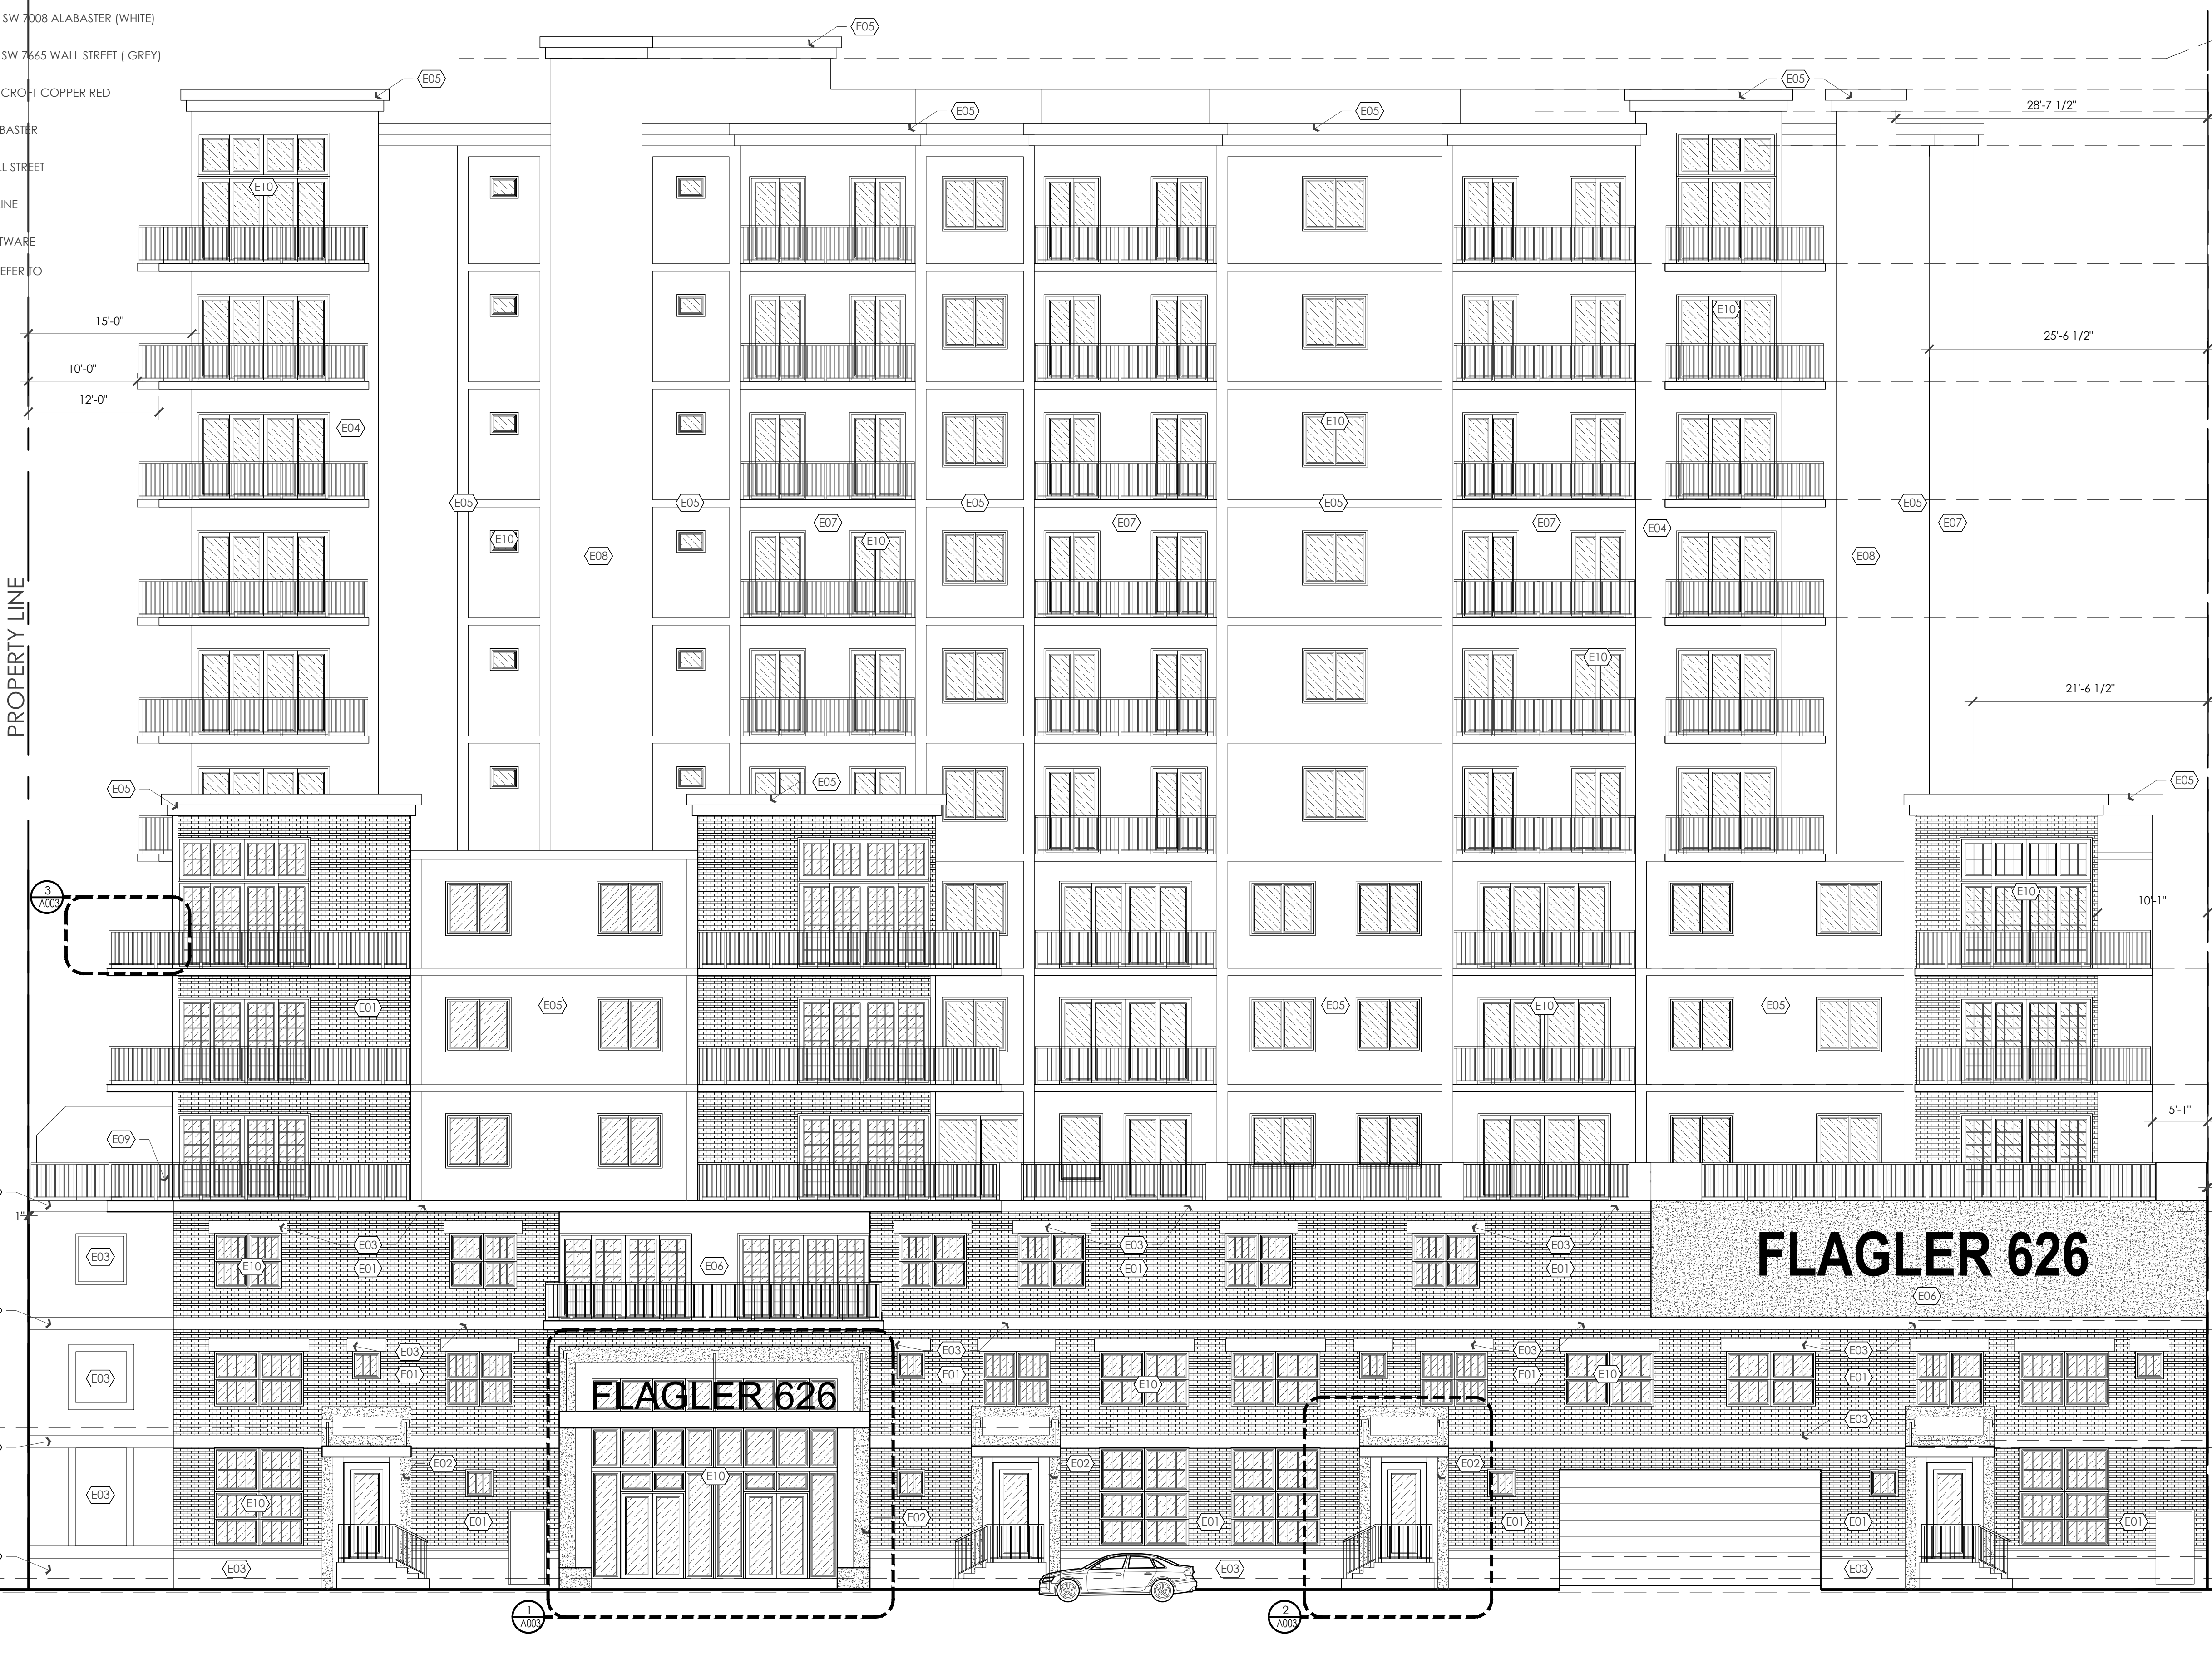 SW 7008 ALABASTER (WHITE)
SW 7665 WALL STREET ( GREY)
CROFT COPPER RED
BASTER
LL STREET
INE
TWARE
EFER TO
E05
E05
E05
E05
E05
28'-7 1/2"
E10
E10
15'-0"
10'-0"
12'-0"
25'-6 1/2"
E04
E10
E05
E05
E05
E05
E05
E07
E07
E07
E07
E04
E10
E10
E08
E08
PROPERTY LINE
E10
21'-6 1/2"
E05
E05
E05
3
A003
E10
10'-1"
E01
E05
E05
E10
E05
E09
5'-1"
1"
E03
E10
E03
E01
E06
E03
E01
E03
E01
FLAGLER 626
E06
E03
E03
E01
FLAGLER 626
E03
E01
E10
E03
E01
E10
E03
E01
E03
E03
E10
E02
E01
E10
E02
E02
E01
E02
E01
E01
E01
E03
E03
E03
1
A003
2
A003